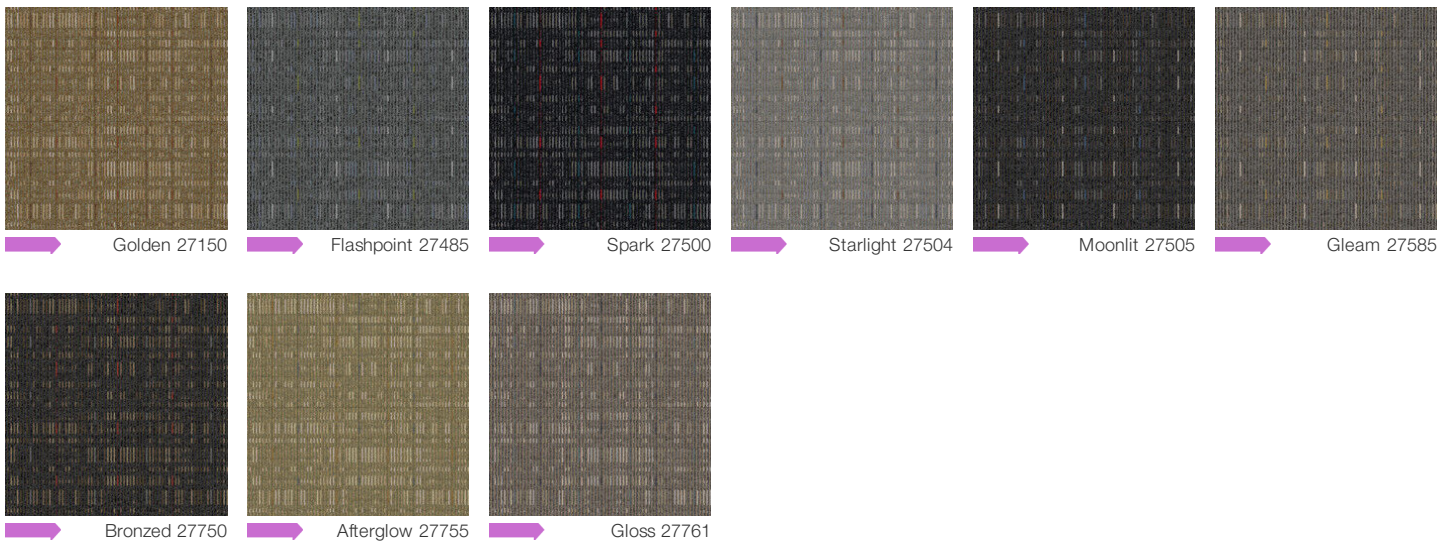 Golden 27150
Flashpoint 27485
Spark 27500
Starlight 27504
Moonlit 27505
Gleam 27585
Bronzed 27750
Afterglow 27755
Gloss 27761